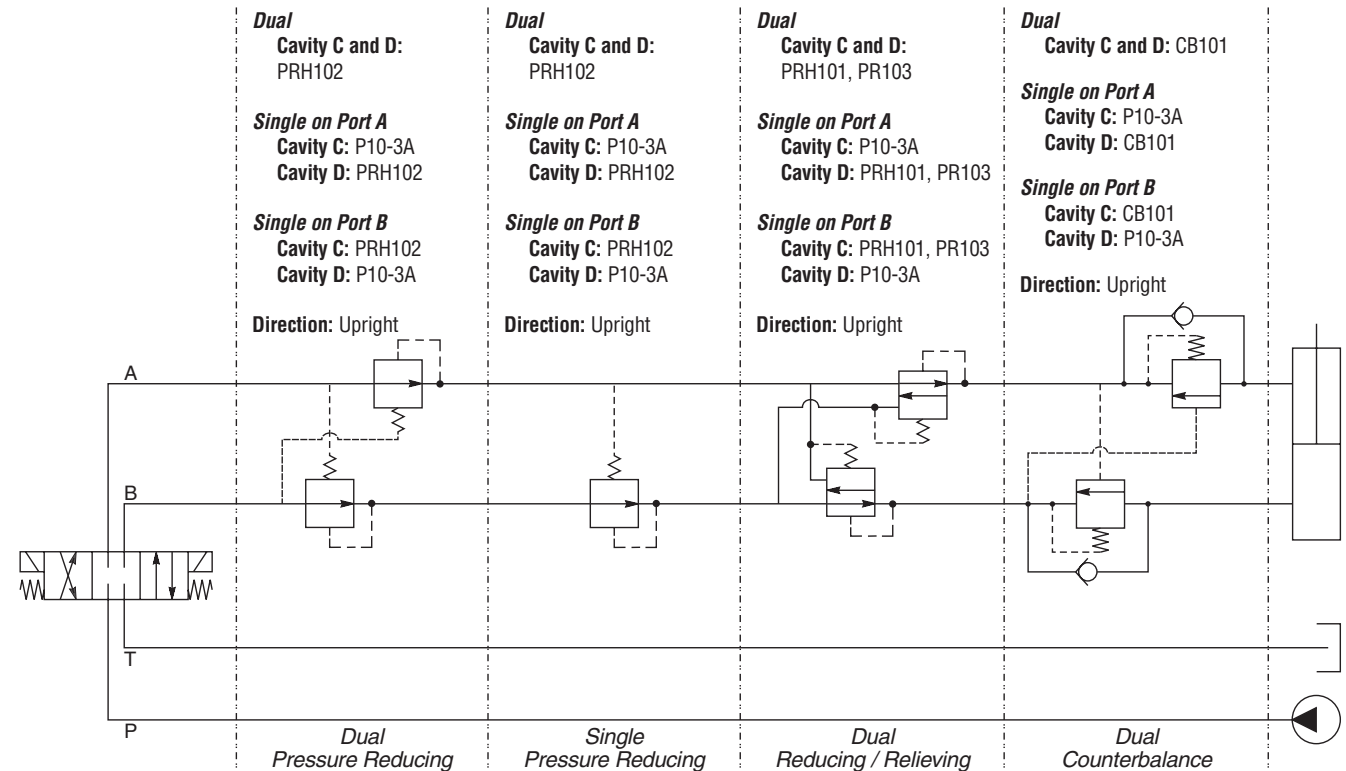 Dual
Cavity C and D:
PRH102
Single on Port A
Cavity C: P10-3A
Cavity D: PRH102
Single on Port B
Cavity C: PRH102
Cavity D: P10-3A
Direction: Upright
Dual
Cavity C and D:
PRH102
Single on Port A
Cavity C: P10-3A
Cavity D: PRH102
Single on Port B
Cavity C: PRH102
Cavity D: P10-3A
Direction: Upright
Dual
Cavity C and D:
PRH101, PR103
Single on Port A
Cavity C: P10-3A
Cavity D: PRH101, PR103
Single on Port B
Cavity C: PRH101, PR103
Cavity D: P10-3A
Direction: Upright
Dual
Cavity C and D: CB101
Single on Port A
Cavity C: P10-3A
Cavity D: CB101
Single on Port B
Cavity C: CB101
Cavity D: P10-3A
Direction: Upright
A
B
T
P
Dual
Pressure Reducing
Single
Pressure Reducing
Dual
Reducing / Relieving
Dual
Counterbalance